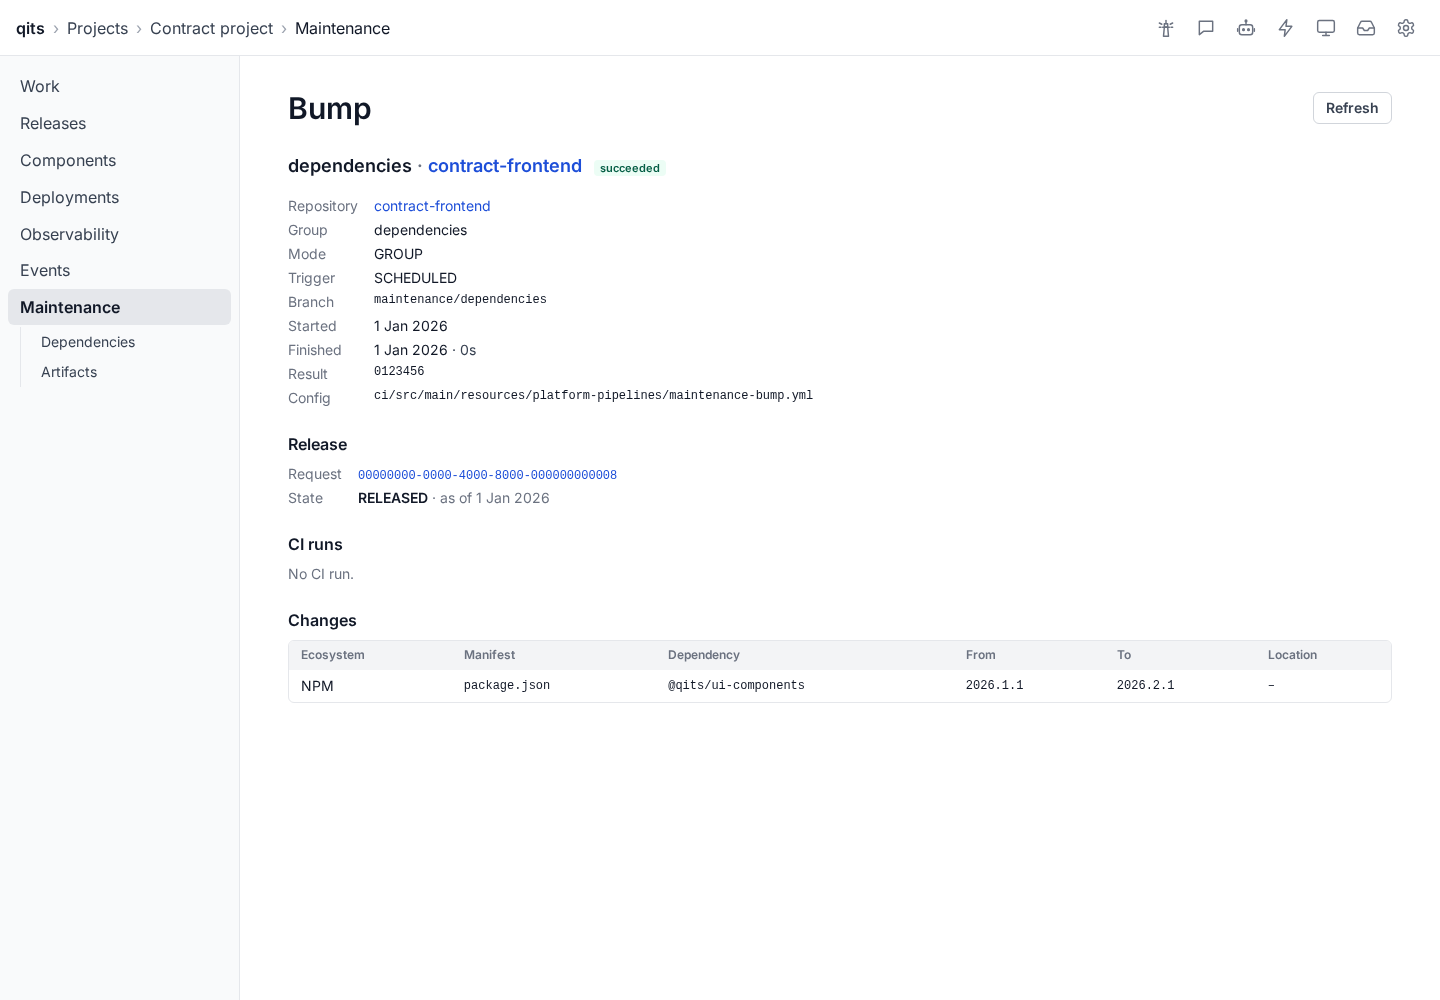 qits › Projects › Contract project › Maintenance
Work
Releases
Components
Deployments
Observability
Events
Maintenance
Dependencies
Artifacts
Bump
Refresh
dependencies · contract-frontend succeeded
Repository contract-frontend
Group dependencies
Mode GROUP
Trigger SCHEDULED
Branch maintenance/dependencies
Started 1 Jan 2026
Finished 1 Jan 2026 · 0s
Result 0123456
Config ci/src/main/resources/platform-pipelines/maintenance-bump.yml
Release
Request 00000000-0000-4000-8000-000000000008
State RELEASED · as of 1 Jan 2026
CI runs
No CI run.
Changes
Ecosystem Manifest Dependency From To Location
NPM package.json @qits/ui-components 2026.1.1 2026.2.1 –